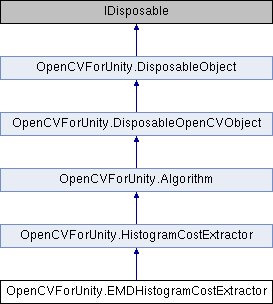 IDisposable
OpenCVForUnity.DisposableObject
OpenCVForUnity.DisposableOpenCVObject
OpenCVForUnity.Algorithm
OpenCVForUnity.HistogramCostExtractor
OpenCVForUnity.EMDHistogramCostExtractor